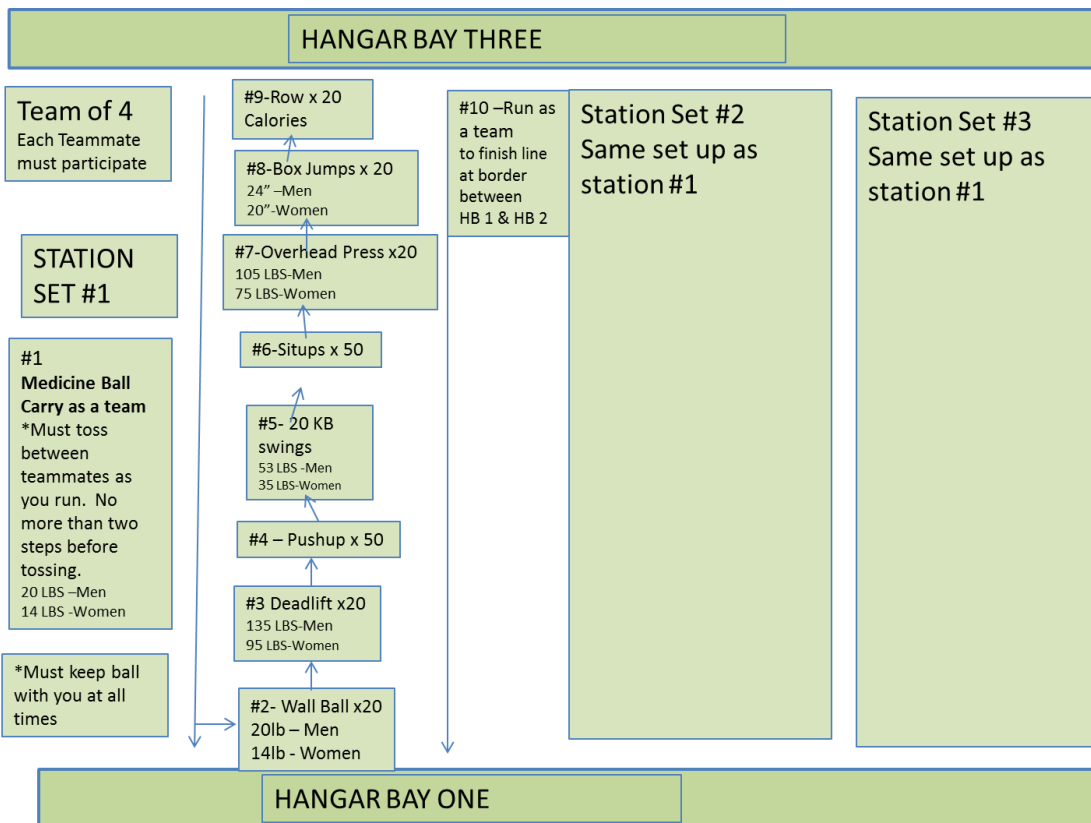 HANGAR BAY THREE
Team of 4
Each Teammate
must participate
STATION
SET #1
#1
Medicine Ball
Carry as a team
*Must toss
between
teammates as
you run.  No
more than two
steps before
tossing.
20 LBS –Men
14 LBS -Women
*Must keep ball
with you at all
times
#9-Row x 20
Calories
#8-Box Jumps x 20
24” –Men
20”-Women
#7-Overhead Press x20
105 LBS-Men
75 LBS-Women
#6-Situps x 50
#5- 20 KB
swings
53 LBS -Men
35 LBS-Women
#4 – Pushup x 50
#3 Deadlift x20
135 LBS-Men
95 LBS-Women
#2- Wall Ball x20
20lb – Men
14lb - Women
#10 –Run as
a team
to finish line
at border
between
HB 1 & HB 2
Station Set #2
Same set up as
station #1
Station Set #3
Same set up as
station #1
HANGAR BAY ONE